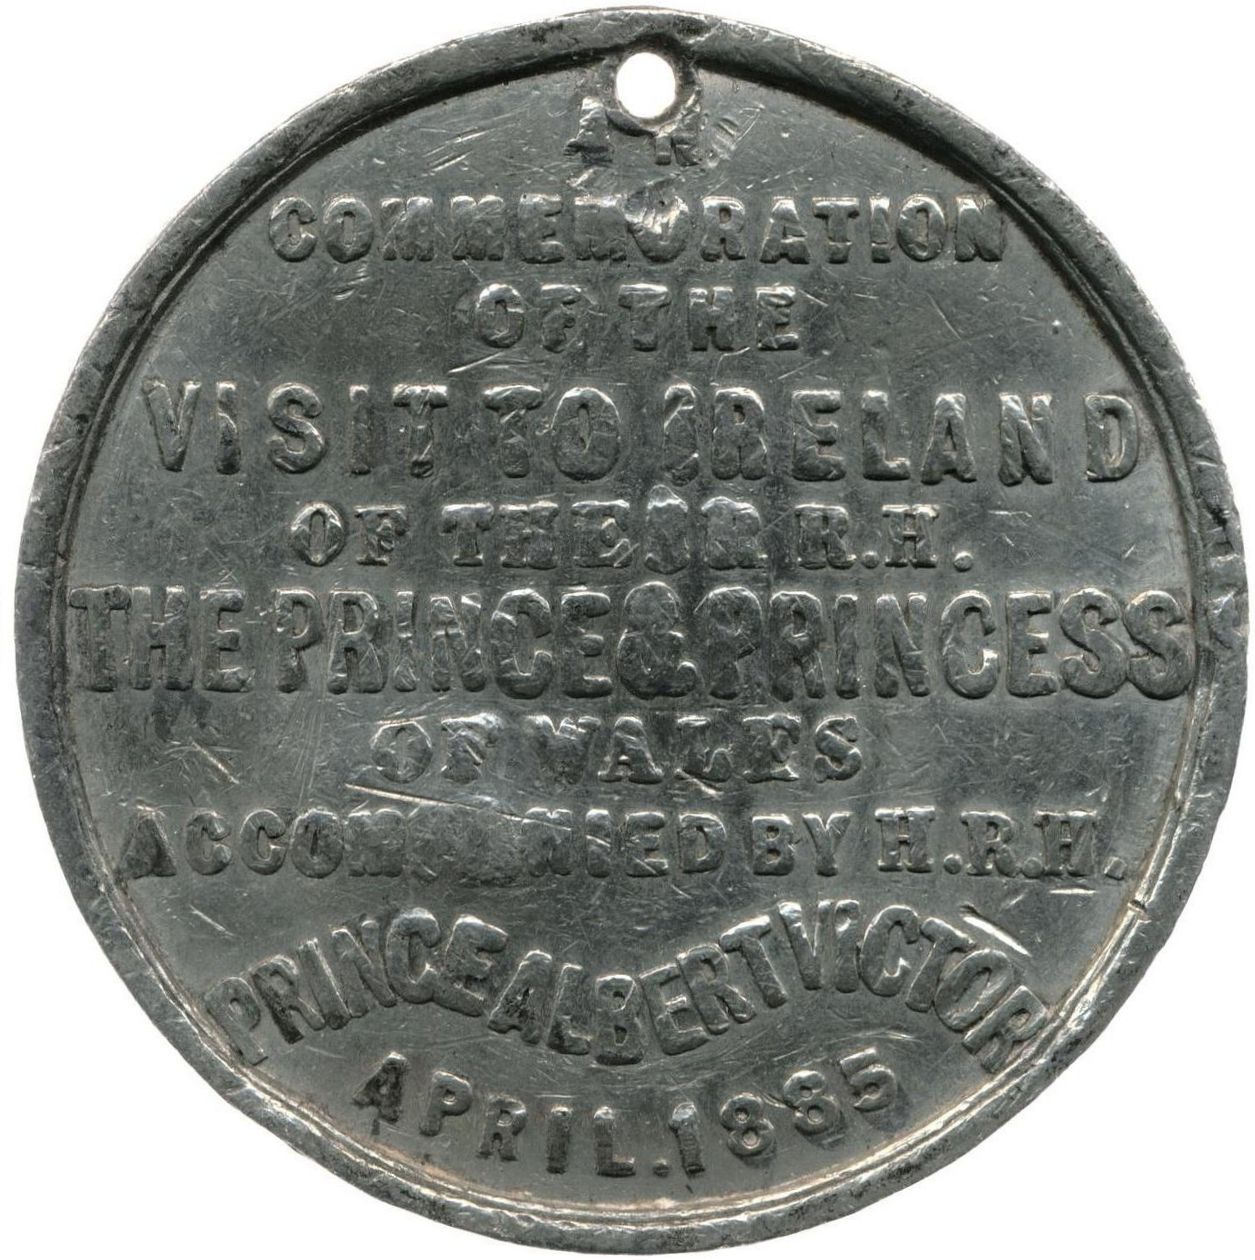 COMMEMORATION
OF THE
VISIT TO IRELAND
OF THEIR R.H.
THE PRINCE & PRINCESS
OF WALES
ACCOMPANIED BY H.R.H.
PRINCE ALBERT VICTOR
APRIL. 1885